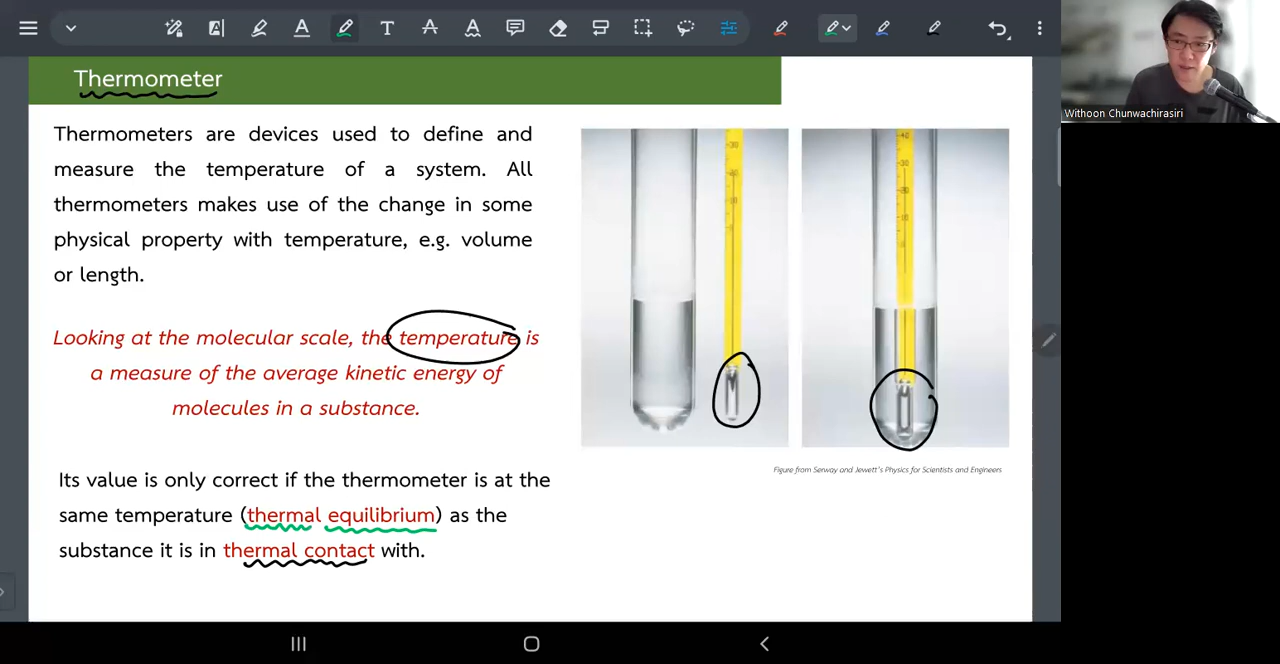 Withoon Chunwachirasiri
Thermometer
Thermometers are devices used to define and
measure the temperature of a system. All
thermometers makes use of the change in some
physical property with temperature, e.g. volume
or length.
Looking at the molecular scale, the temperature is
a measure of the average kinetic energy of
molecules in a substance.
Its value is only correct if the thermometer is at the
same temperature (thermal equilibrium) as the
substance it is in thermal contact with.
Figure from Serway and Jewett's Physics for Scientists and Engineers